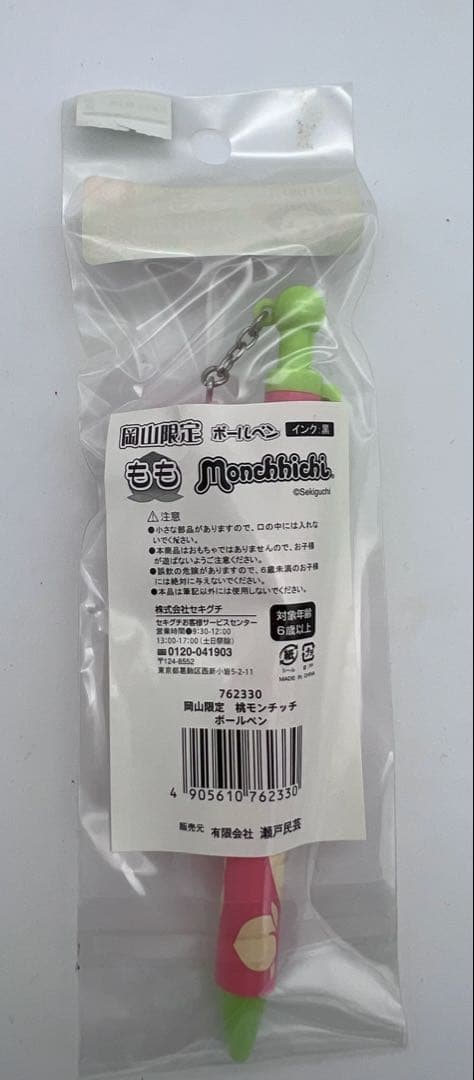 岡山限定 ボールペン インク:黒
もも Monchhichi®
©Sekiguchi
⚠注意
●小さな部品がありますので、口の中には入れな
いでください。
●本商品はおもちゃではありませんので、お子様
が遊ばないようご注意ください。
●誤飲の危険がありますので、6歳未満のお子様
には絶対に与えないでください。
●本品は筆記以外には使用しないでください。
株式会社セキグチ
セキグチお客様サービスセンター
営業時間●9:30-12:00
13:00-17:00(土日祭除)
0120-041903
〒124-8552
東京都葛飾区西新小岩5-2-11
対象年齢
6歳以上
紙
シール
プラ
袋:PP
MADE IN CHINA
762330
岡山限定 桃モンチッチ
ボールペン
4 905610 762330
販売元 有限会社 瀬戸民芸